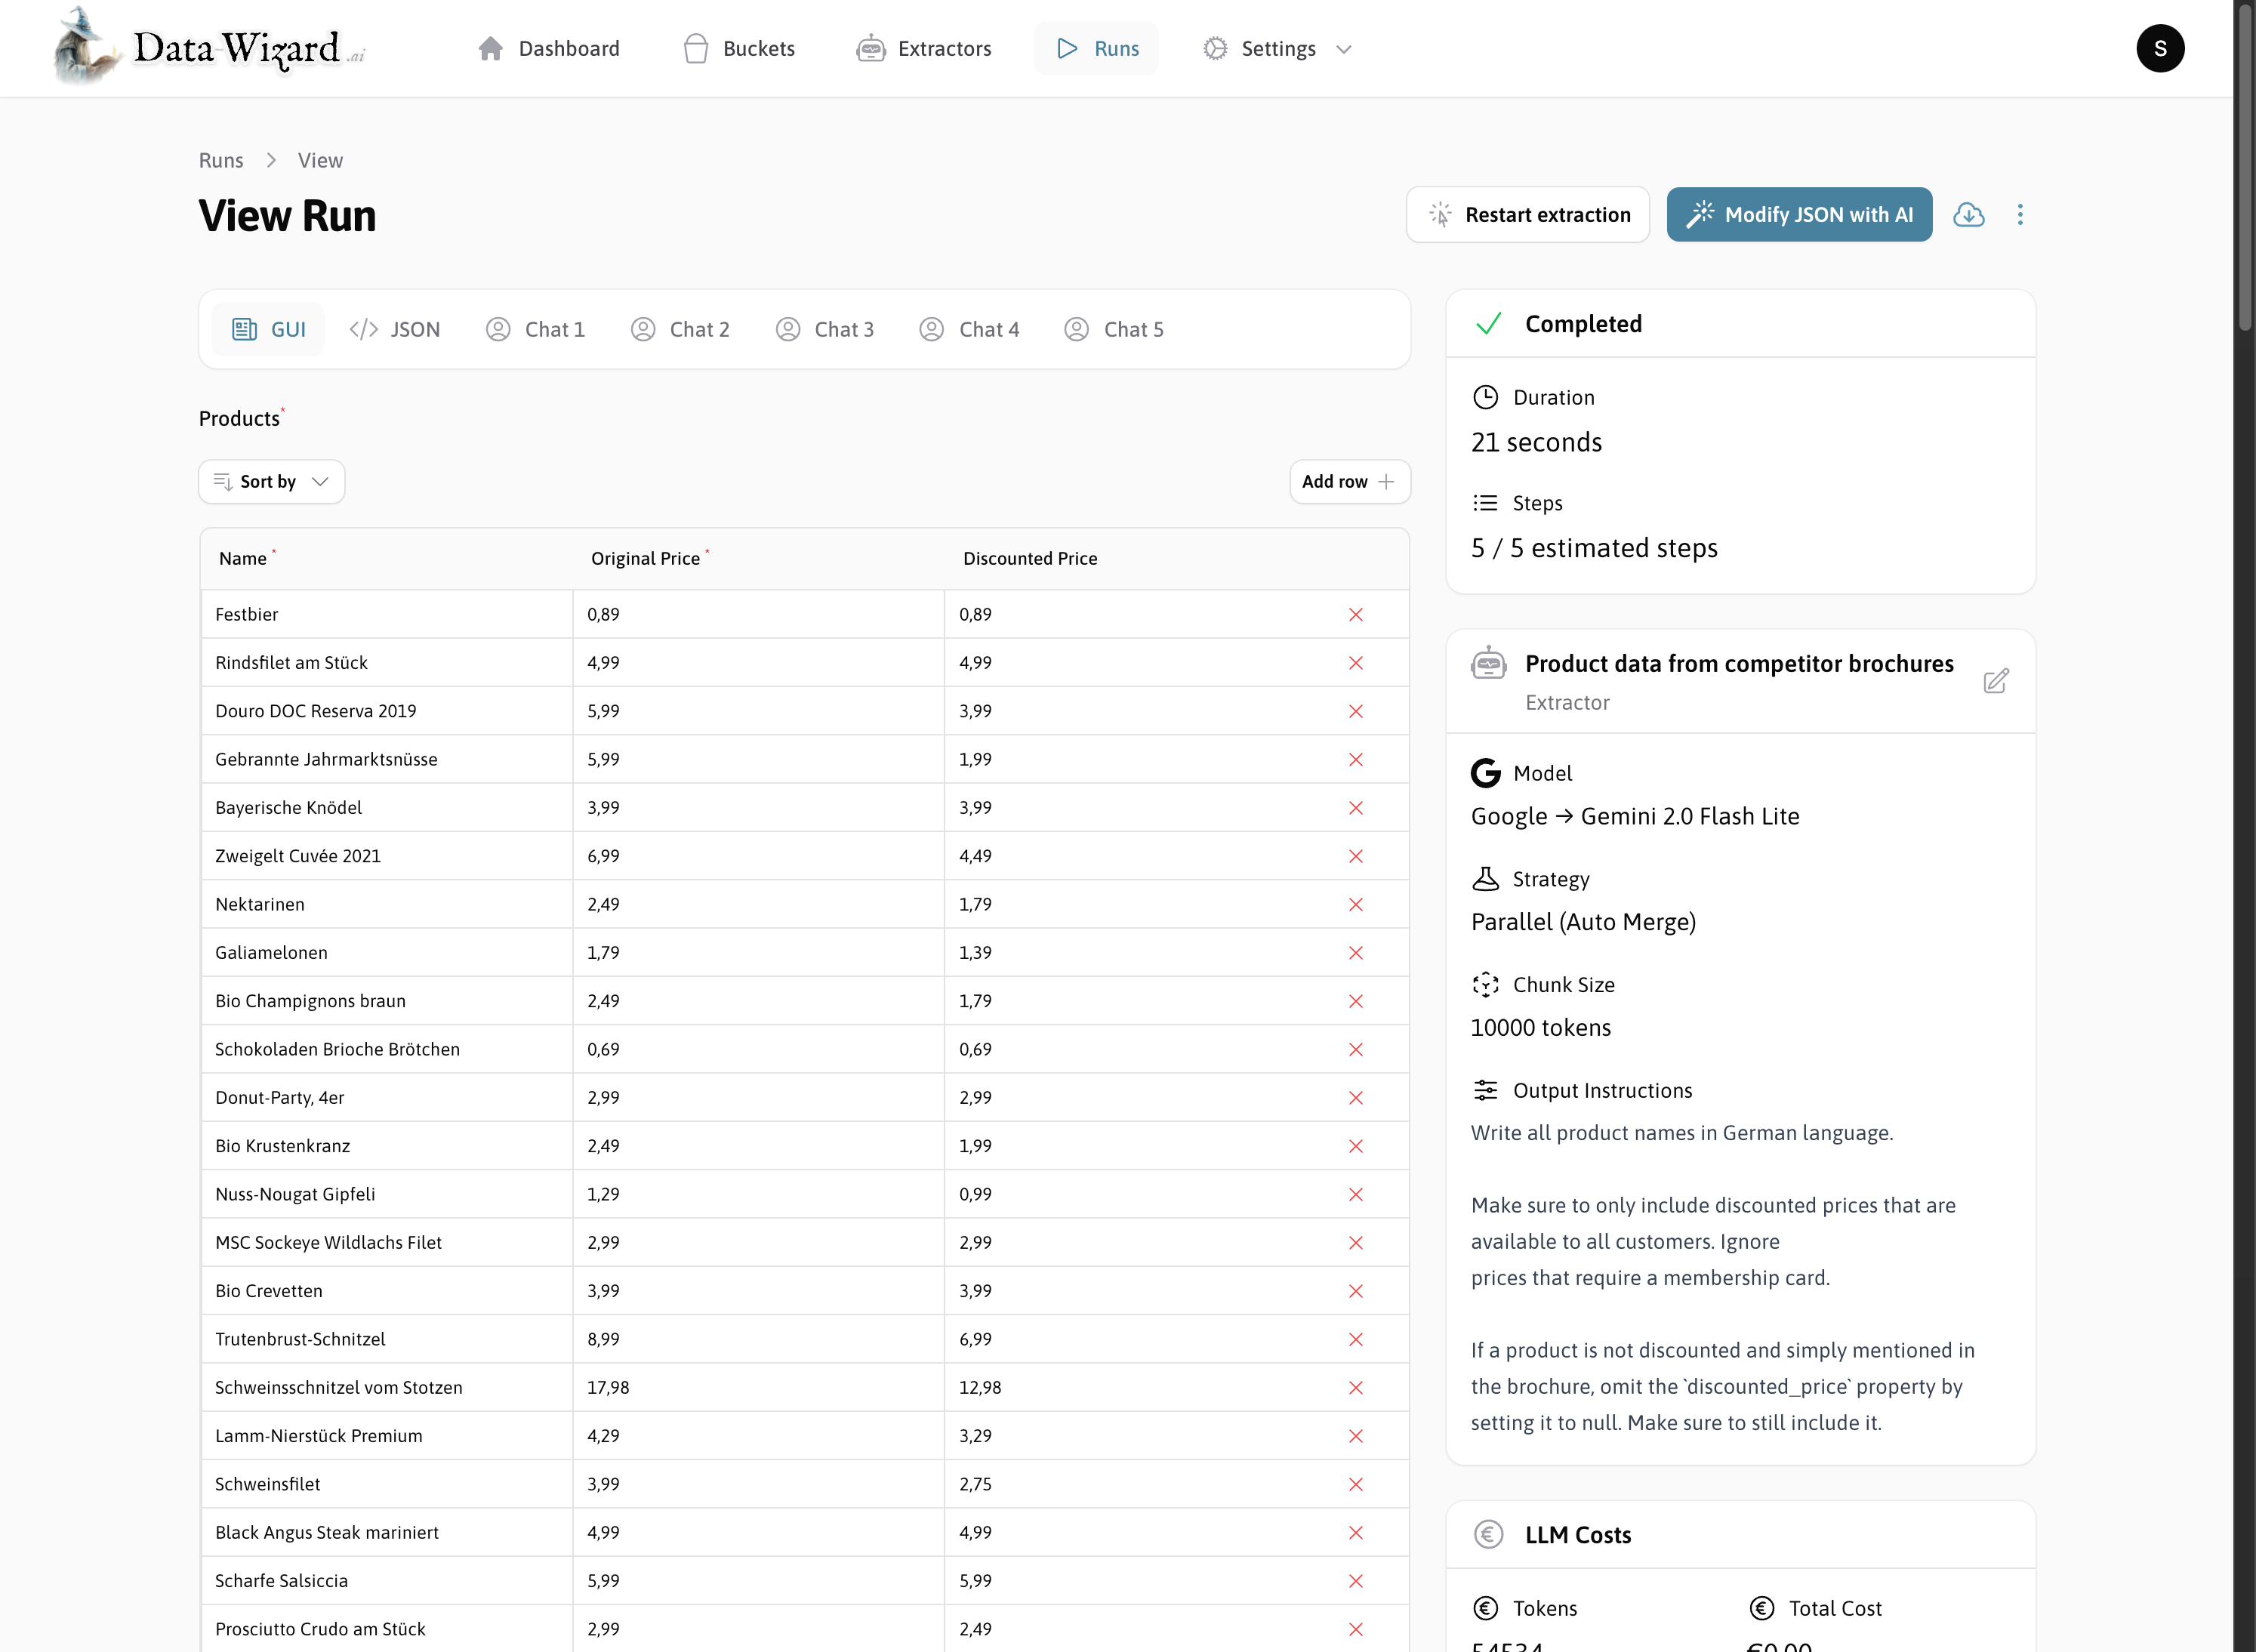 Data Wizard .ai
Dashboard
Buckets
Extractors
Runs
Settings
S
Runs > View
View Run
Restart extraction
Modify JSON with AI
GUI
</> JSON
Chat 1
Chat 2
Chat 3
Chat 4
Chat 5
Products*
Sort by
Add row +
Name * Original Price * Discounted Price
Festbier 0,89 0,89
Rindsfilet am Stück 4,99 4,99
Douro DOC Reserva 2019 5,99 3,99
Gebrannte Jahrmarktsnüsse 5,99 1,99
Bayerische Knödel 3,99 3,99
Zweigelt Cuvée 2021 6,99 4,49
Nektarinen 2,49 1,79
Galiamelonen 1,79 1,39
Bio Champignons braun 2,49 1,79
Schokoladen Brioche Brötchen 0,69 0,69
Donut-Party, 4er 2,99 2,99
Bio Krustenkranz 2,49 1,99
Nuss-Nougat Gipfeli 1,29 0,99
MSC Sockeye Wildlachs Filet 2,99 2,99
Bio Crevetten 3,99 3,99
Trutenbrust-Schnitzel 8,99 6,99
Schweinsschnitzel vom Stotzen 17,98 12,98
Lamm-Nierstück Premium 4,29 3,29
Schweinsfilet 3,99 2,75
Black Angus Steak mariniert 4,99 4,99
Scharfe Salsiccia 5,99 5,99
Prosciutto Crudo am Stück 2,99 2,49
Completed
Duration
21 seconds
Steps
5 / 5 estimated steps
Product data from competitor brochures
Extractor
Model
Google → Gemini 2.0 Flash Lite
Strategy
Parallel (Auto Merge)
Chunk Size
10000 tokens
Output Instructions
Write all product names in German language.
Make sure to only include discounted prices that are
available to all customers. Ignore
prices that require a membership card.
If a product is not discounted and simply mentioned in
the brochure, omit the `discounted_price` property by
setting it to null. Make sure to still include it.
LLM Costs
Tokens
Total Cost